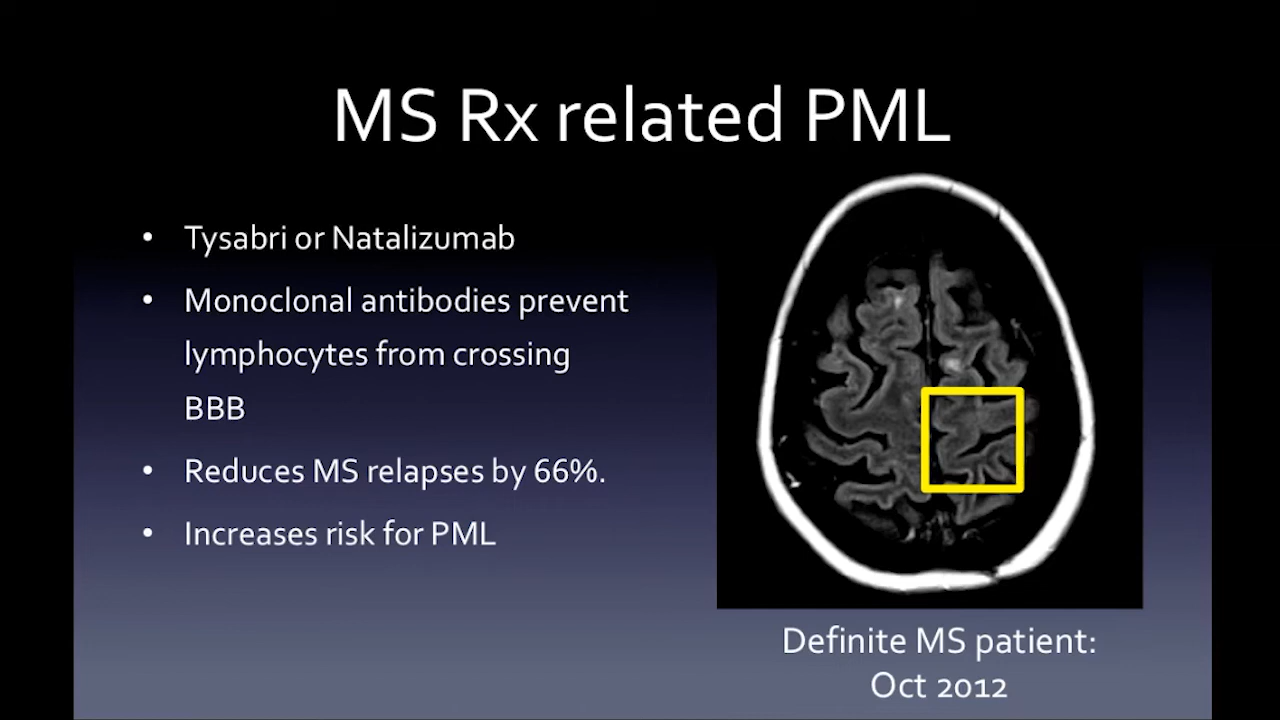 MS Rx related PML
• Tysabri or Natalizumab
• Monoclonal antibodies prevent
lymphocytes from crossing
BBB
• Reduces MS relapses by 66%.
• Increases risk for PML
Definite MS patient:
Oct 2012